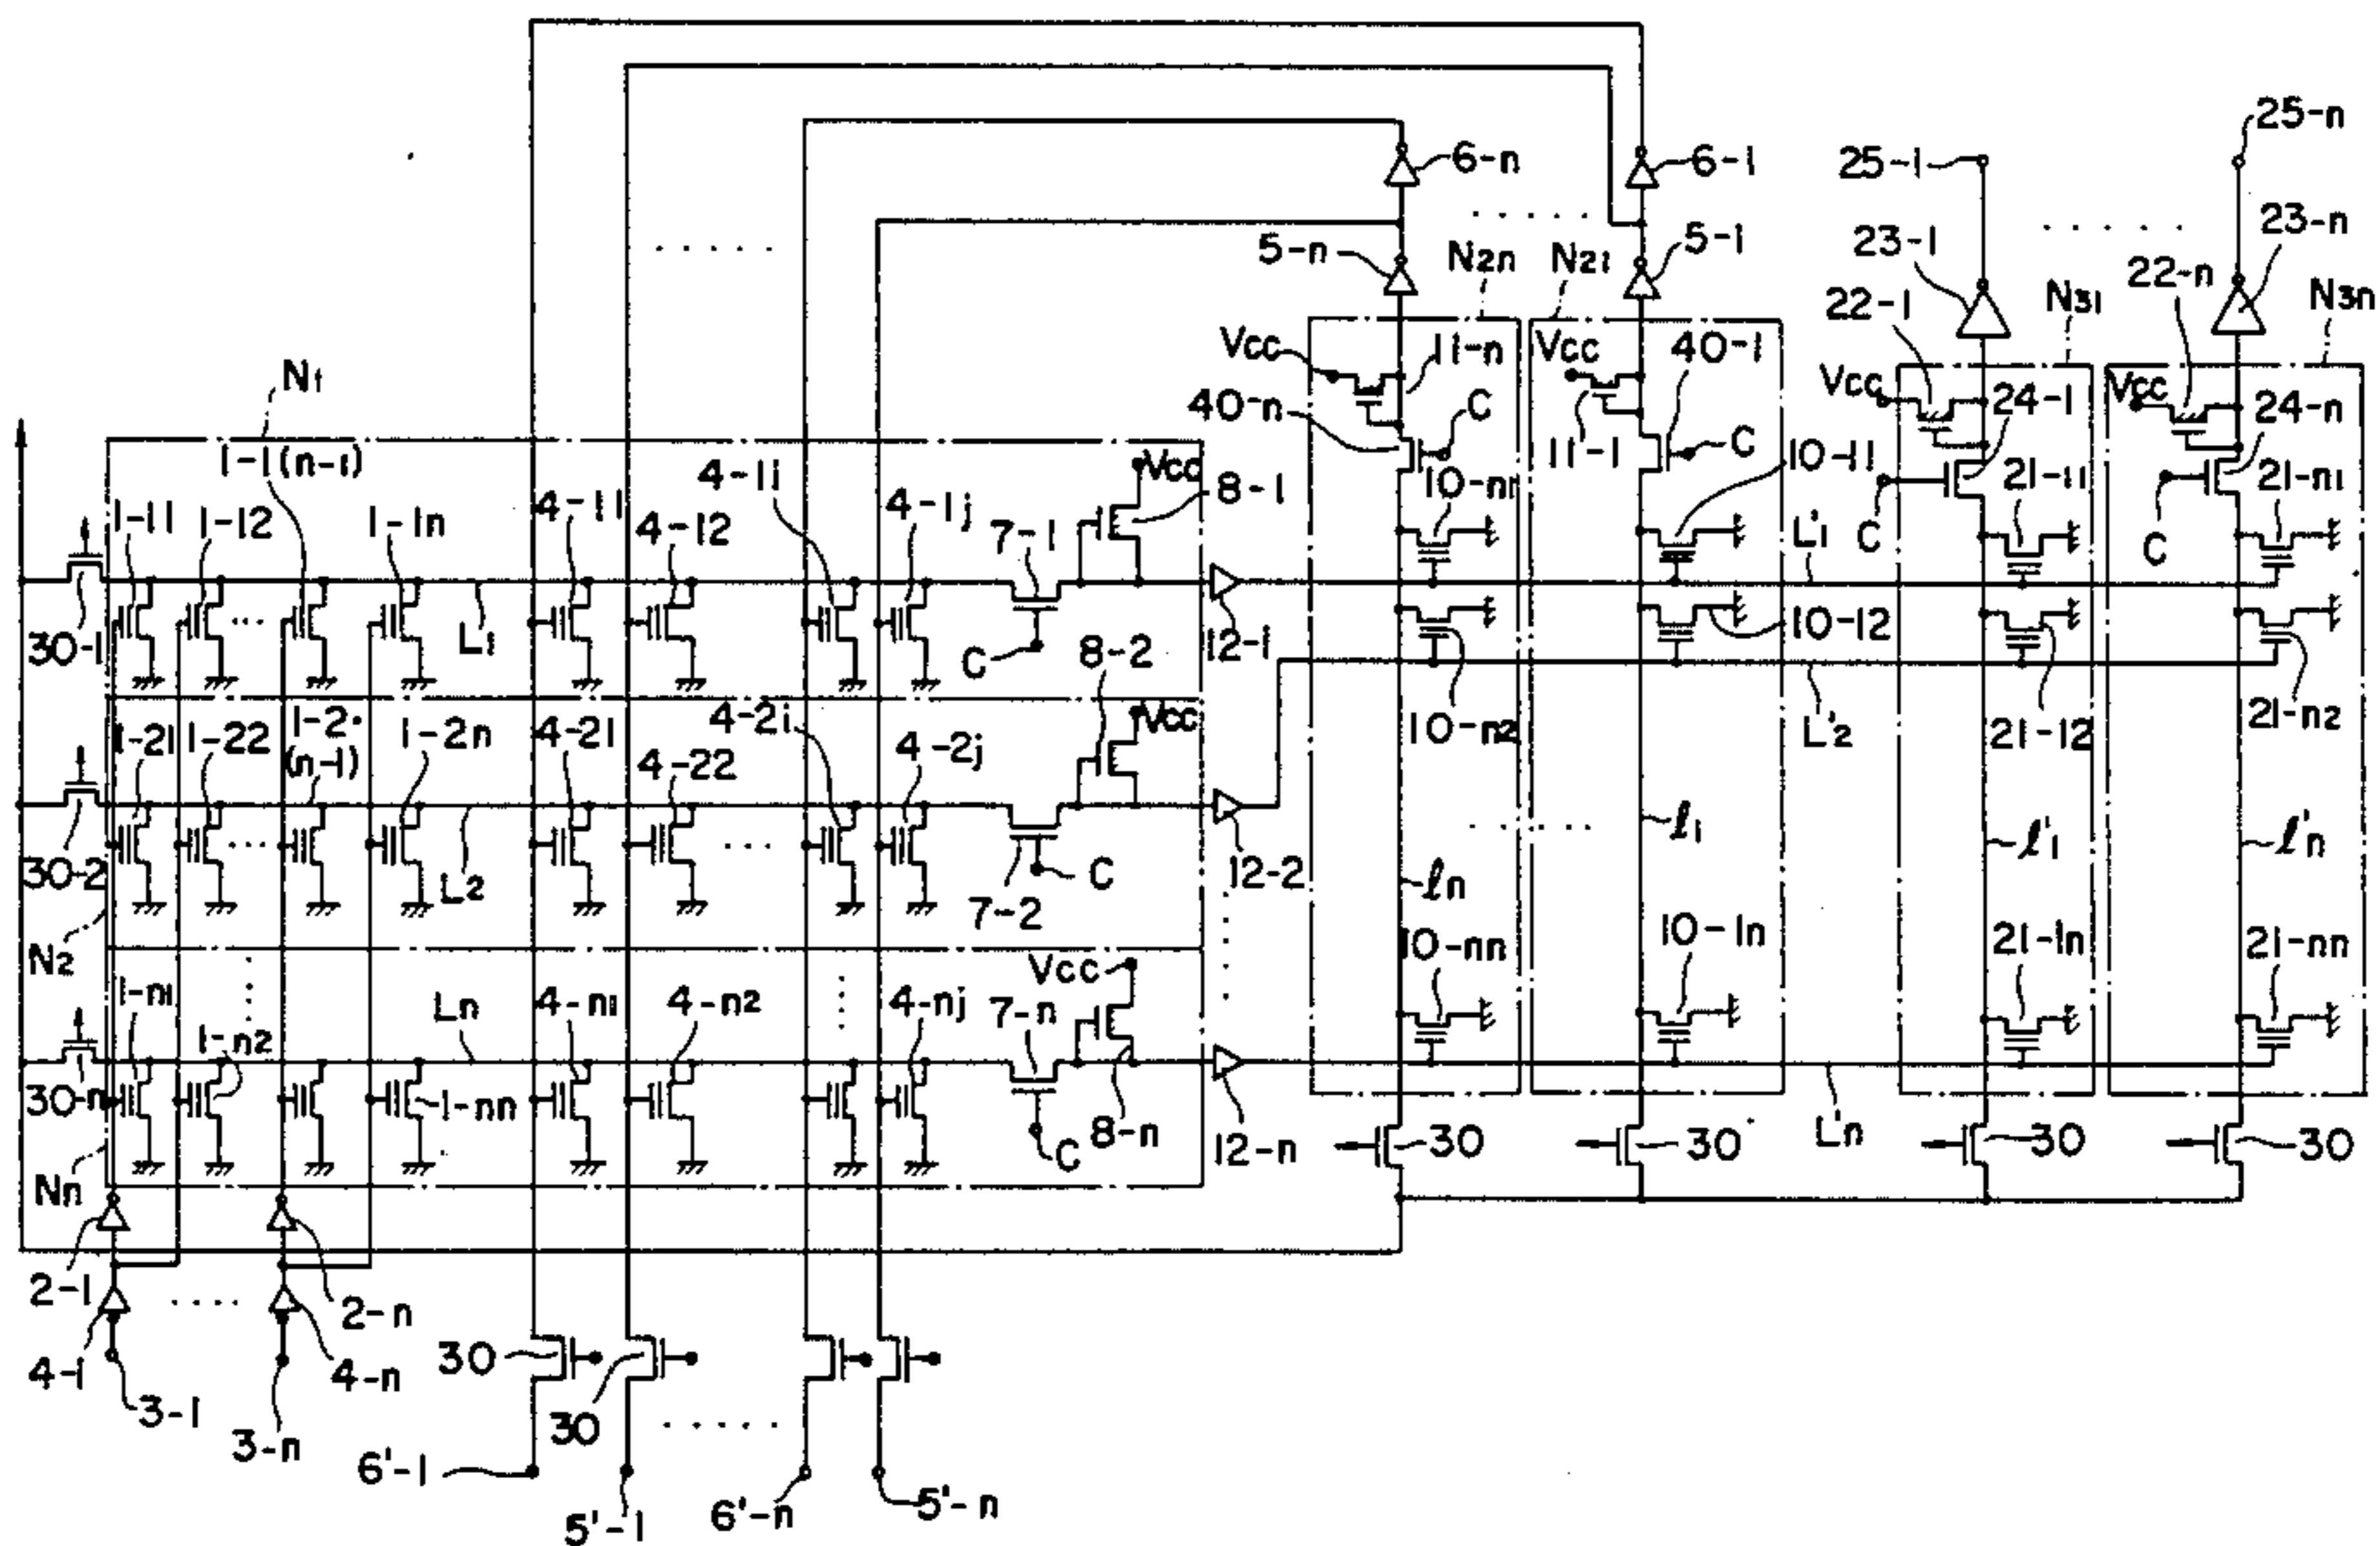 25-n
6-n
6-1
25-1
5-n
N2n
N21
5-1
23-1
22-n
23-n
22-1
N31
N3n
Vcc
11-n
Vcc
40-1
Vcc
24-1
Vcc
24-n
N1
40-n
C
11-1
C
10-11
1-1(n-1)
4-1i
Vcc
8-1
10-n1
21-11
21-n1
1-11
1-12
1-1n
4-11
4-12
4-1j
7-1
L'1
C
C
30-1
L1
C
8-2
12-1
10-12
4-2i
Vcc
10-n2
L'2
21-12
21-n2
1-21
1-22
1-2·
(n-1)
1-2n
4-21
4-22
4-2j
30-2
L2
7-2
C
12-2
ln
l1
l'1
l'n
N2
10-nn
10-1n
21-1n
21-nn
1-n1
Ln
4-n1
4-n2
4-nj
7-n
Vcc
1-n2
30-n
1-nn
C
8-n
12-n
30
30
L'n
30
30
Nn
2-1
2-n
4-1
4-n
30
3-1
3-n
30
6'-1
5'-1
6'-n
5'-n